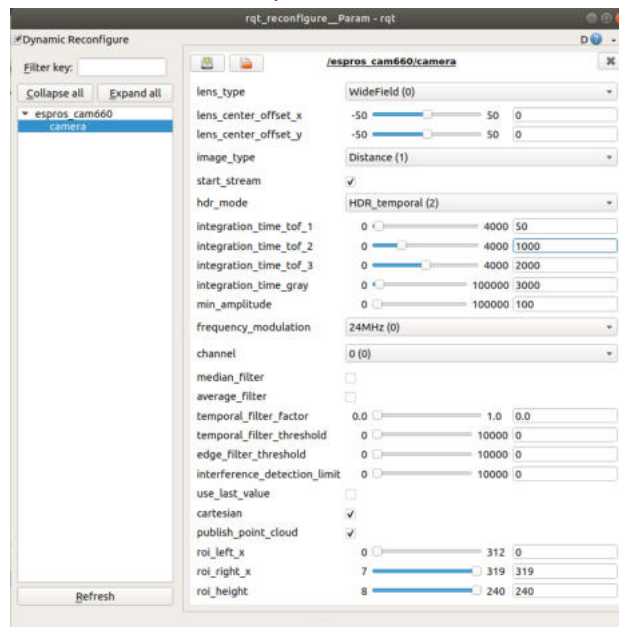 rqt_reconfigure__Param - rqt
Dynamic Reconfigure
D
Filter key:
/espros_cam660/camera
Collapse all Expand all
espros_cam660
camera
lens_type WideField (0)
lens_center_offset_x -50 50 0
lens_center_offset_y -50 50 0
image_type Distance (1)
start_stream
hdr_mode HDR_temporal (2)
integration_time_tof_1 0 4000 50
integration_time_tof_2 0 4000 1000
integration_time_tof_3 0 4000 2000
integration_time_gray 0 100000 3000
min_amplitude 0 100000 100
frequency_modulation 24MHz (0)
channel 0 (0)
median_filter
average_filter
temporal_filter_factor 0.0 1.0 0.0
temporal_filter_threshold 0 10000 0
edge_filter_threshold 0 10000 0
interference_detection_limit 0 10000 0
use_last_value
cartesian
publish_point_cloud
roi_left_x 0 312 0
roi_right_x 7 319 319
roi_height 8 240 240
Refresh